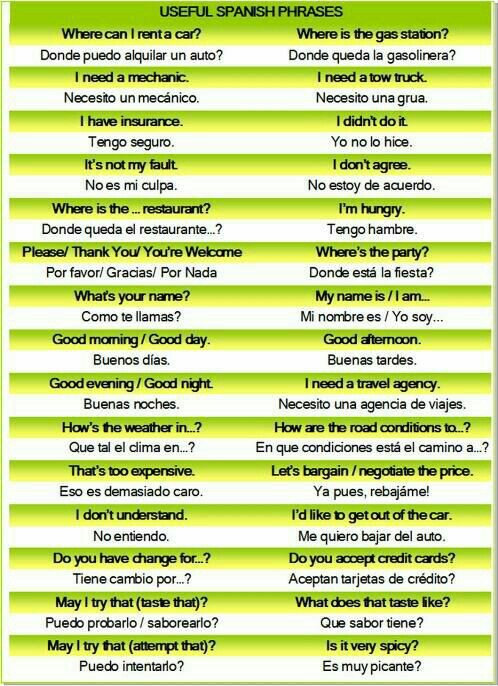 USEFUL SPANISH PHRASES
Where can I rent a car? Where is the gas station?
Donde puedo alquilar un auto? Donde queda la gasolinera?
I need a mechanic. I need a tow truck.
Necesito un mecánico. Necesito una grua.
I have insurance. I didn't do it.
Tengo seguro. Yo no lo hice.
It's not my fault. I don't agree.
No es mi culpa. No estoy de acuerdo.
Where is the ... restaurant? I'm hungry.
Donde queda el restaurante...? Tengo hambre.
Please/ Thank You/ You're Welcome Where's the party?
Por favor/ Gracias/ Por Nada Donde está la fiesta?
What's your name? My name is / I am...
Como te llamas? Mi nombre es / Yo soy...
Good morning / Good day. Good afternoon.
Buenos días. Buenas tardes.
Good evening / Good night. I need a travel agency.
Buenas noches. Necesito una agencia de viajes.
How's the weather in...? How are the road conditions to...?
Que tal el clima en...? En que condiciones está el camino a...?
That's too expensive. Let's bargain / negotiate the price.
Eso es demasiado caro. Ya pues, rebajáme!
I don't understand. I'd like to get out of the car.
No entiendo. Me quiero bajar del auto.
Do you have change for...? Do you accept credit cards?
Tiene cambio por...? Aceptan tarjetas de crédito?
May I try that (taste that)? What does that taste like?
Puedo probarlo / saborearlo? Que sabor tiene?
May I try that (attempt that)? Is it very spicy?
Puedo intentarlo? Es muy picante?